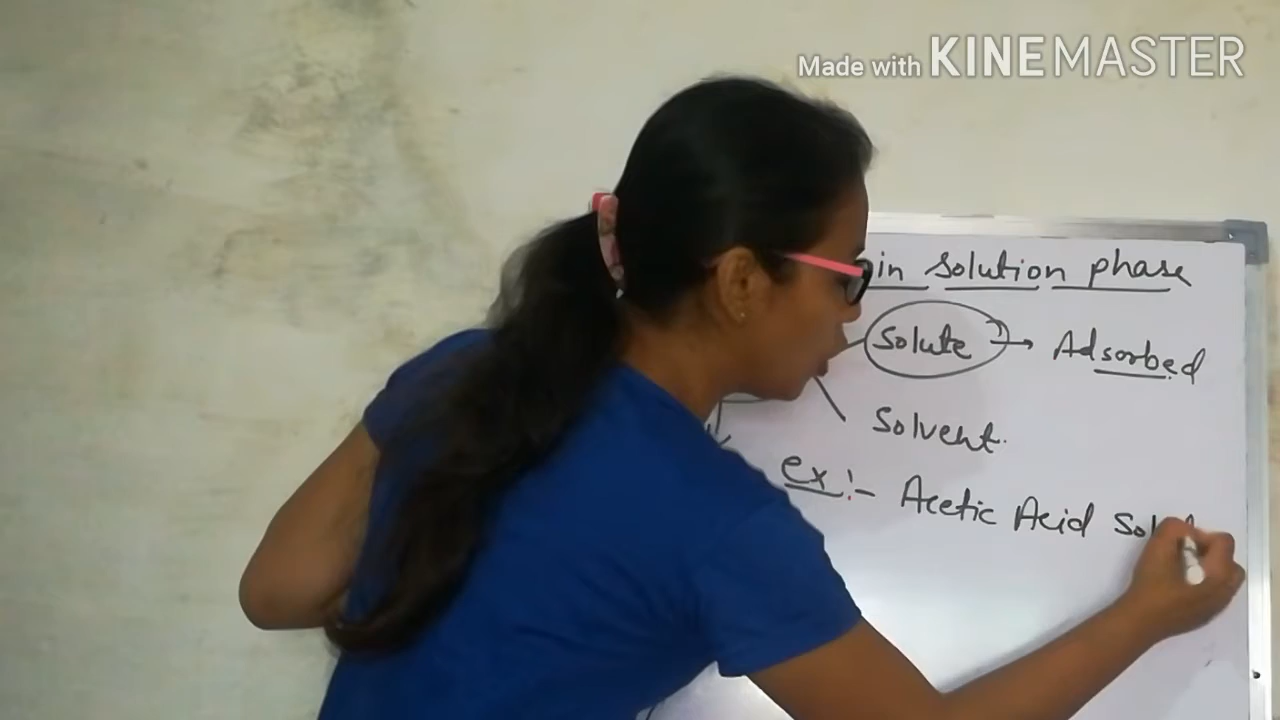 Made with KINEMASTER
in solution phase
Solute → Adsorbed
Solvent.
ex:- Acetic Acid